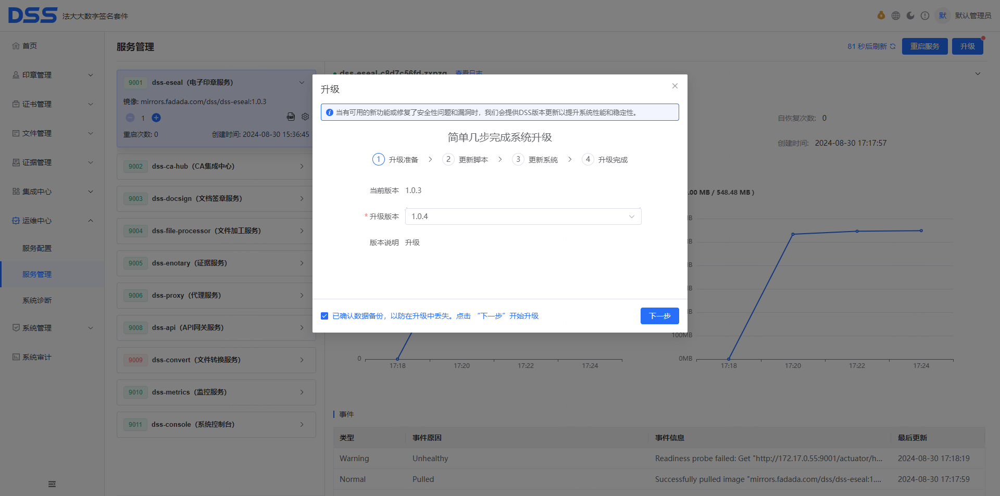 DSS 法大大数字签名套件
默 默认管理员
首页
印章管理
证书管理
文件管理
证据管理
集成中心
运维中心
服务配置
服务管理
系统诊断
系统管理
系统审计
服务管理
81 秒后刷新
重启服务
升级
9001 dss-eseal（电子印章服务）
镜像: mirrors.fadada.com/dss/dss-eseal:1.0.3
1
重启次数: 0 创建时间: 2024-08-30 15:36:45
9002 dss-ca-hub（CA集成中心）
9003 dss-docsign（文档签章服务）
9004 dss-file-processor（文件加工服务）
9005 dss-enotary（证据服务）
9006 dss-proxy（代理服务）
9008 dss-api（API网关服务）
9009 dss-convert（文件转换服务）
9010 dss-metrics（监控服务）
9011 dss-console（系统控制台）
dss-eseal-c8d7c56fd-zxpzg 查看日志
自恢复次数: 0
创建时间: 2024-08-30 17:17:57
.00 MB / 548.48 MB )
升级
当有可用的新功能或修复了安全性问题和漏洞时，我们会提供DSS版本更新以提升系统性能和稳定性。
简单几步完成系统升级
1 升级准备 2 更新脚本 3 更新系统 4 升级完成
当前版本 1.0.3
* 升级版本 1.0.4
版本说明 升级
已确认数据备份，以防在升级中丢失。点击 “下一步” 开始升级
下一步
0
17:18 17:20 17:22 17:24
100MB
0MB
17:18 17:20 17:22 17:24
事件
类型 事件原因 事件信息 最后更新
Warning Unhealthy Readiness probe failed: Get "http://172.17.0.55:9001/actuator/h... 2024-08-30 17:18:19
Normal Pulled Successfully pulled image "mirrors.fadada.com/dss/dss-eseal:1.... 2024-08-30 17:17:59